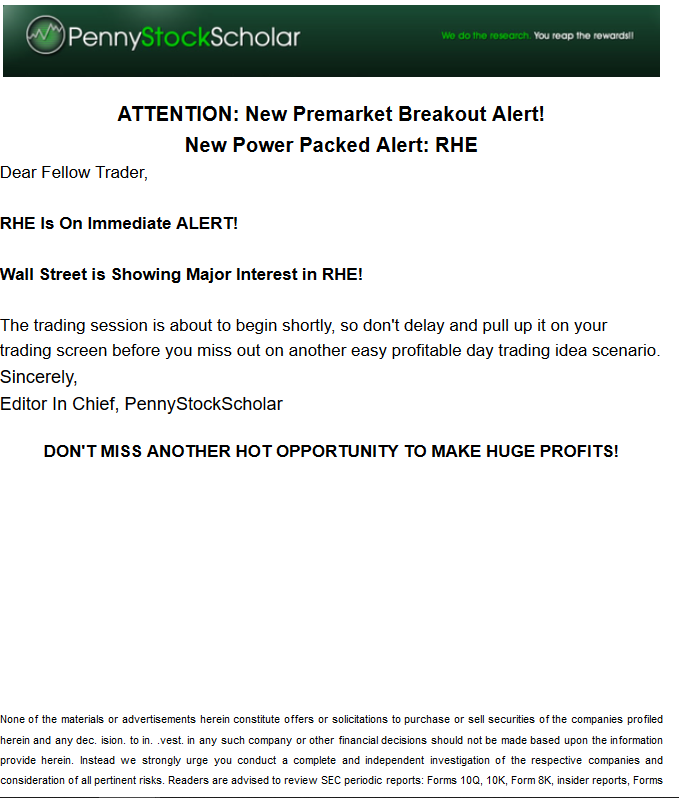 PennyStockScholar
We do the research. You reap the rewards!!
ATTENTION: New Premarket Breakout Alert!
New Power Packed Alert: RHE
Dear Fellow Trader,
RHE Is On Immediate ALERT!
Wall Street is Showing Major Interest in RHE!
The trading session is about to begin shortly, so don't delay and pull up it on your
trading screen before you miss out on another easy profitable day trading idea scenario.
Sincerely,
Editor In Chief, PennyStockScholar
DON'T MISS ANOTHER HOT OPPORTUNITY TO MAKE HUGE PROFITS!
None of the materials or advertisements herein constitute offers or solicitations to purchase or sell securities of the companies profiled
herein and any dec. ision. to in. .vest. in any such company or other financial decisions should not be made based upon the information
provide herein. Instead we strongly urge you conduct a complete and independent investigation of the respective companies and
consideration of all pertinent risks. Readers are advised to review SEC periodic reports: Forms 10Q, 10K, Form 8K, insider reports, Forms